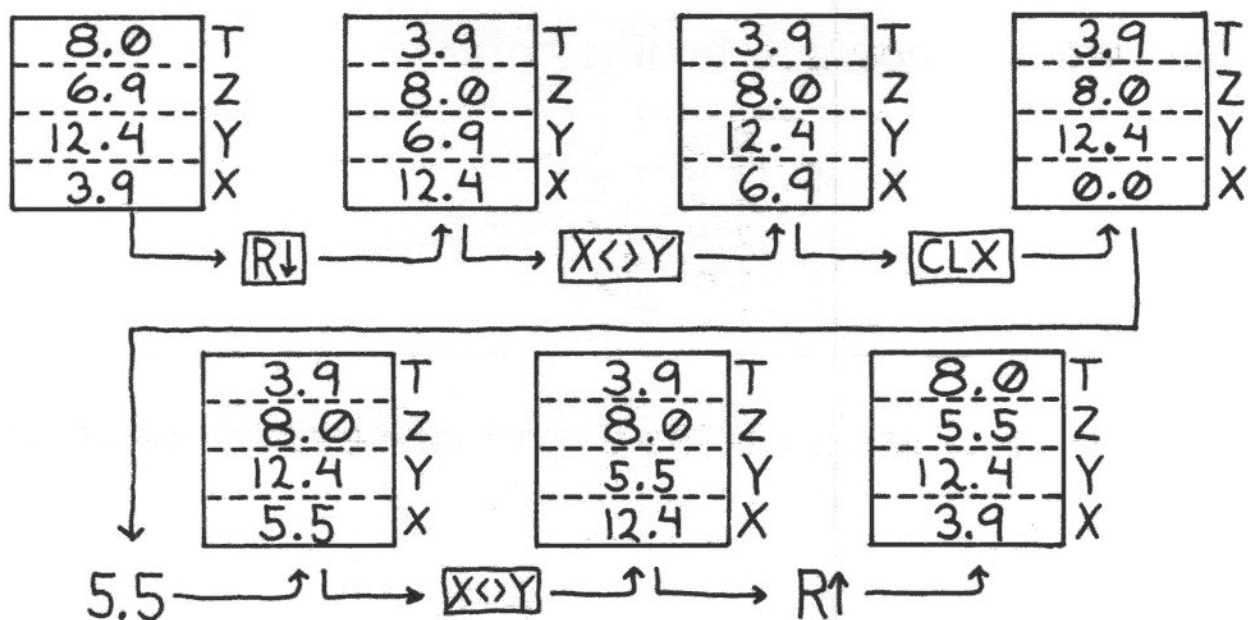 8.0 T 3.9 T 3.9 T 3.9 T
6.9 Z 8.0 Z 8.0 Z 8.0 Z
12.4 Y 6.9 Y 12.4 Y 12.4 Y
3.9 X 12.4 X 6.9 X 0.0 X
R↓ X<>Y CLX
3.9 T 3.9 T 8.0 T
8.0 Z 8.0 Z 5.5 Z
12.4 Y 5.5 Y 12.4 Y
5.5 X 12.4 X 3.9 X
5.5 X<>Y R↑